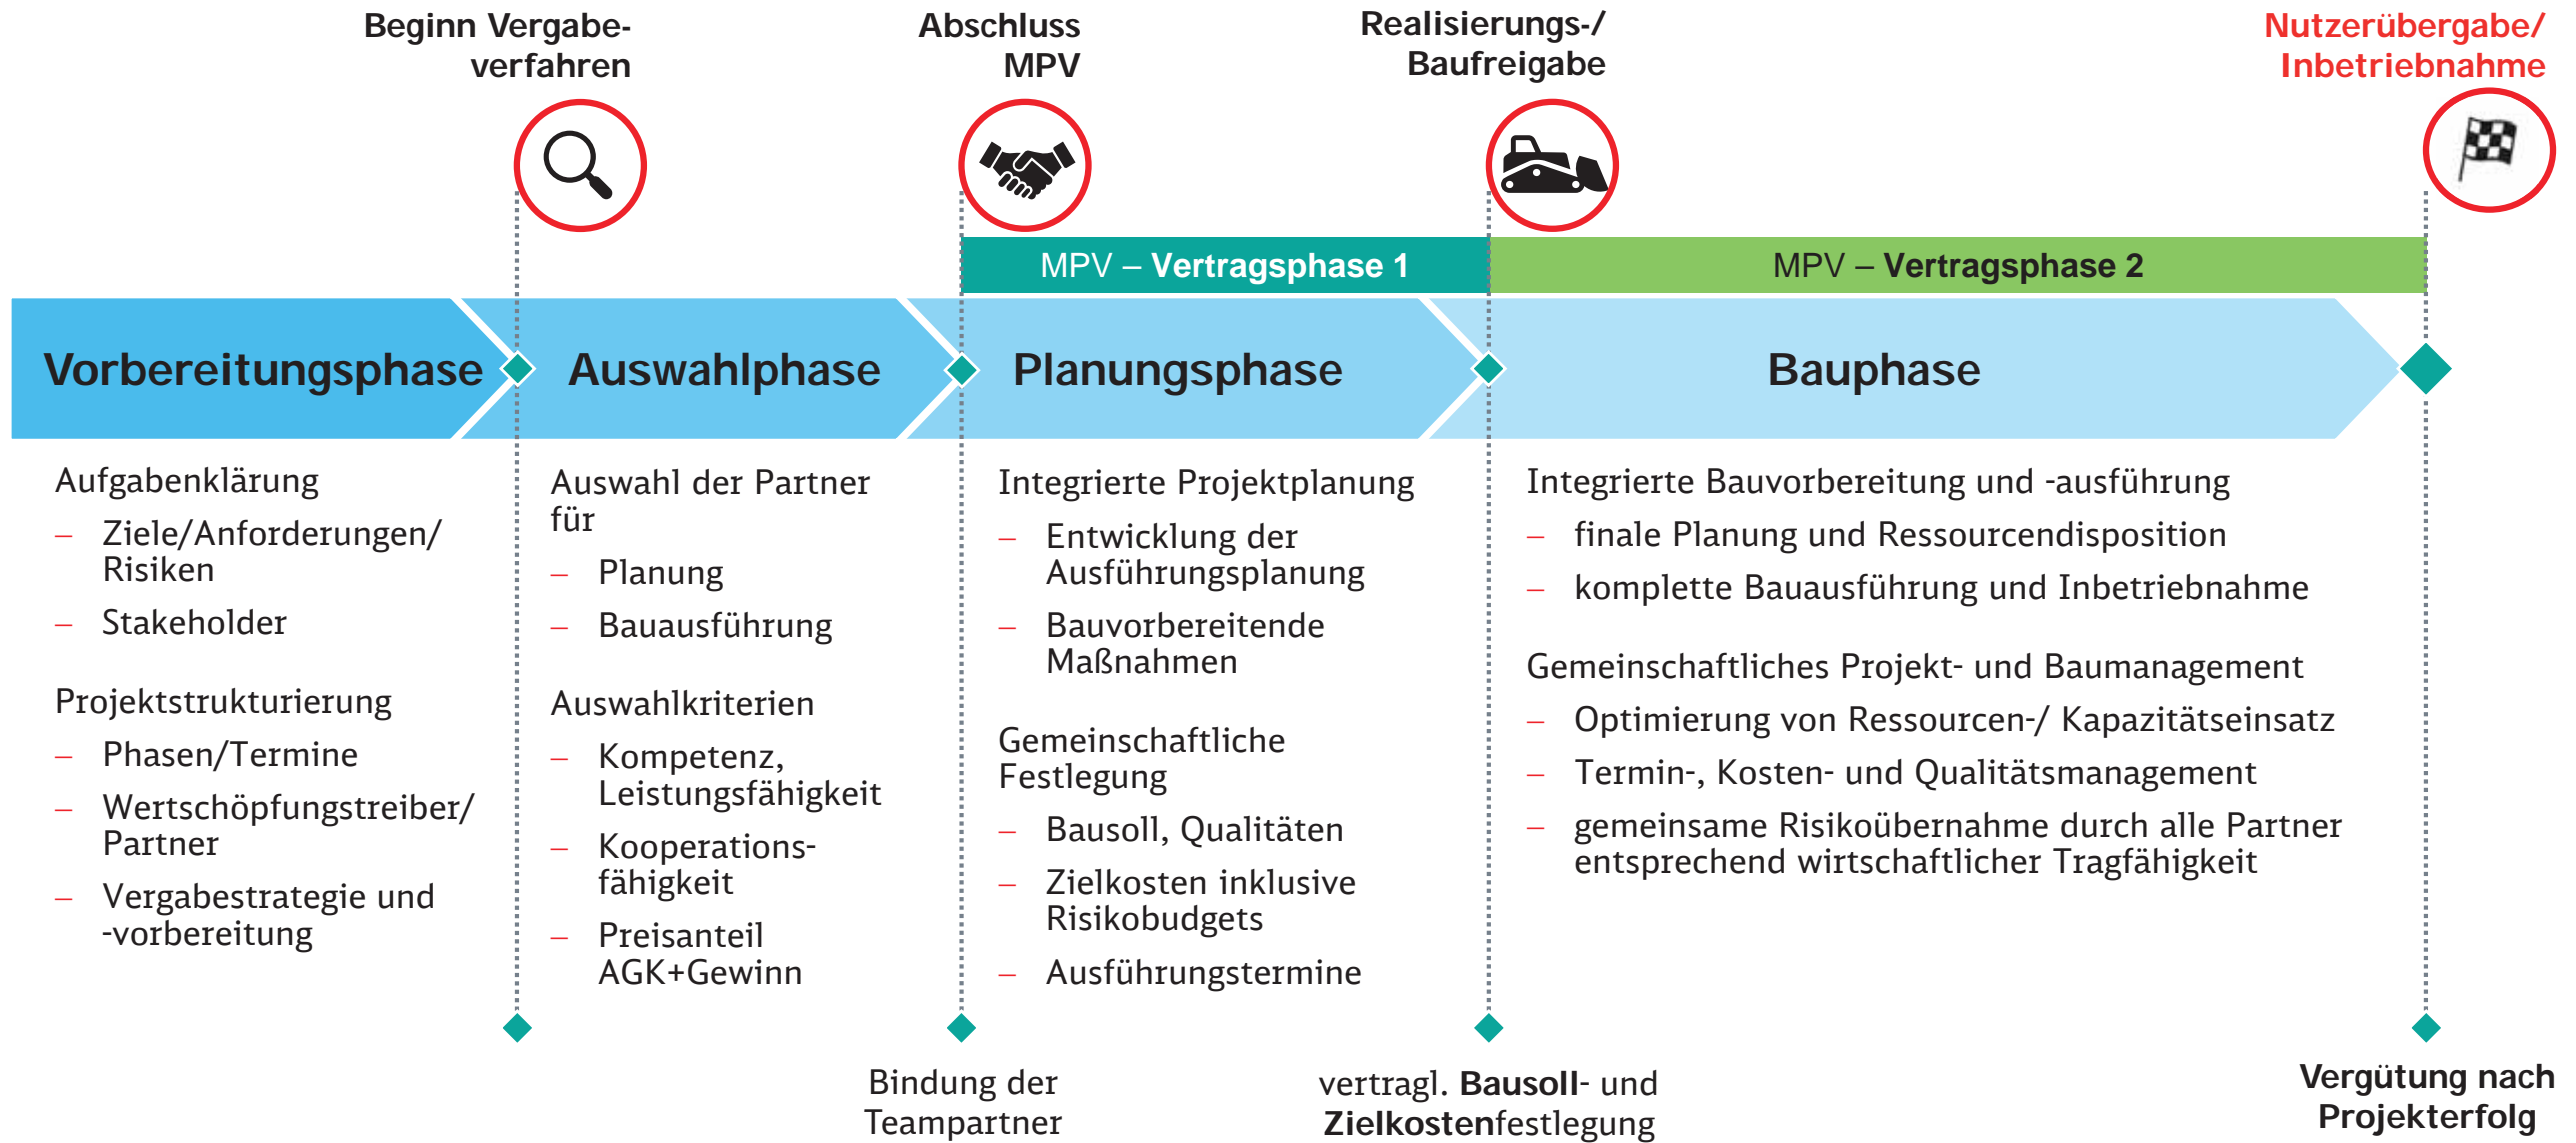 Beginn Vergabe-
verfahren
Abschluss
MPV
Realisierungs-/
Baufreigabe
Nutzerübergabe/
Inbetriebnahme
MPV – Vertragsphase 1
MPV – Vertragsphase 2
Vorbereitungsphase
Auswahlphase
Planungsphase
Bauphase
Aufgabenklärung
– Ziele/Anforderungen/
Risiken
– Stakeholder
Projektstrukturierung
– Phasen/Termine
– Wertschöpfungstreiber/
Partner
– Vergabestrategie und
-vorbereitung
Auswahl der Partner
für
– Planung
– Bauausführung
Auswahlkriterien
– Kompetenz,
Leistungsfähigkeit
– Kooperations-
fähigkeit
– Preisanteil
AGK+Gewinn
Integrierte Projektplanung
– Entwicklung der
Ausführungsplanung
– Bauvorbereitende
Maßnahmen
Gemeinschaftliche
Festlegung
– Bausoll, Qualitäten
– Zielkosten inklusive
Risikobudgets
– Ausführungstermine
Integrierte Bauvorbereitung und -ausführung
– finale Planung und Ressourcendisposition
– komplette Bauausführung und Inbetriebnahme
Gemeinschaftliches Projekt- und Baumanagement
– Optimierung von Ressourcen-/ Kapazitätseinsatz
– Termin-, Kosten- und Qualitätsmanagement
– gemeinsame Risikoübernahme durch alle Partner
entsprechend wirtschaftlicher Tragfähigkeit
Bindung der
Teampartner
vertragl. Bausoll- und
Zielkostenfestlegung
Vergütung nach
Projekterfolg